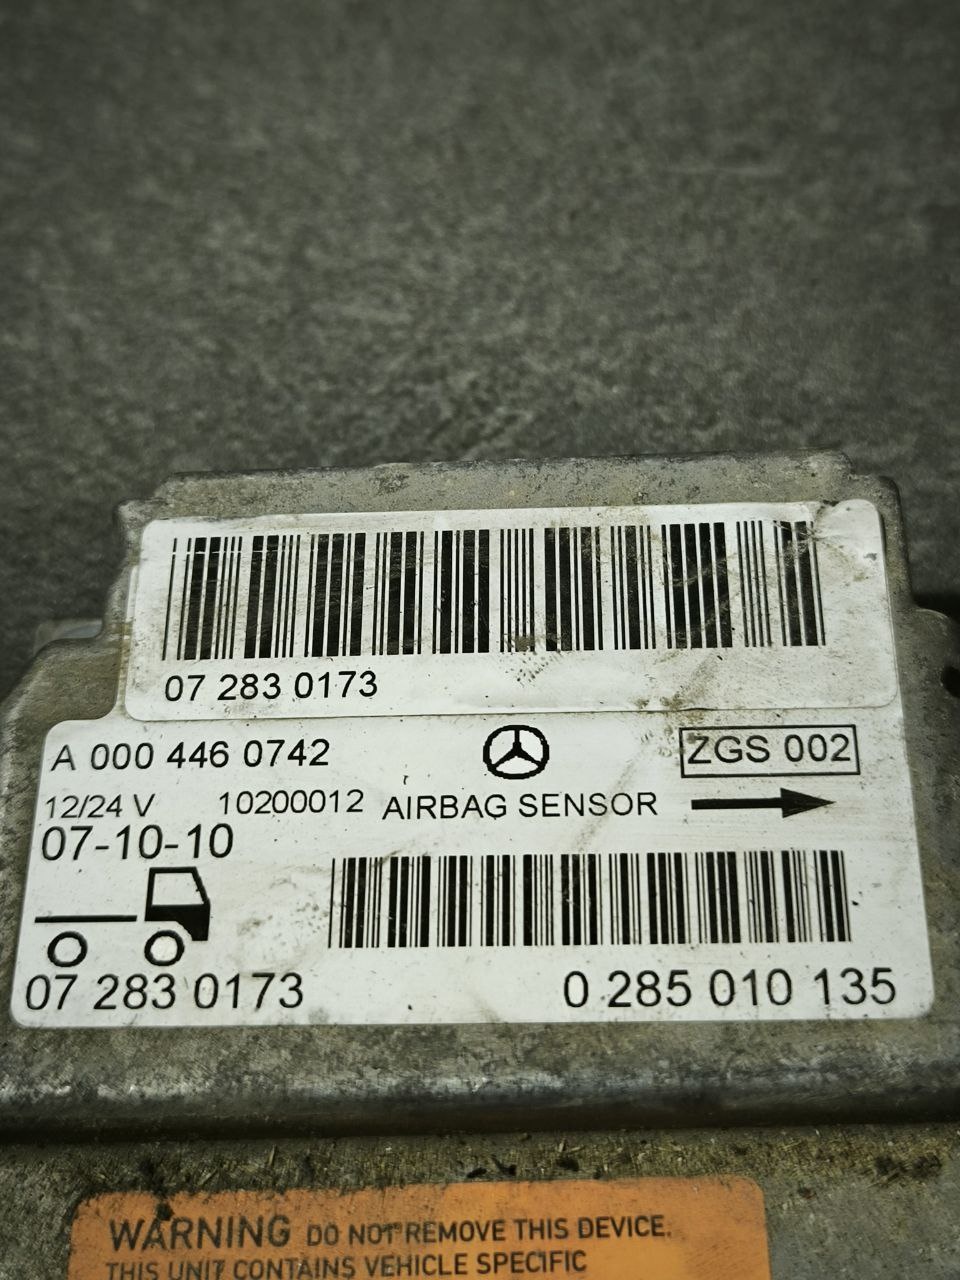 07 283 0173
A 000 446 0742
ZGS 002
12/24 V 10200012 AIRBAG SENSOR
07-10-10
07 283 0173 0 285 010 135
WARNING DO NOT REMOVE THIS DEVICE.
THIS UNIT CONTAINS VEHICLE SPECIFIC